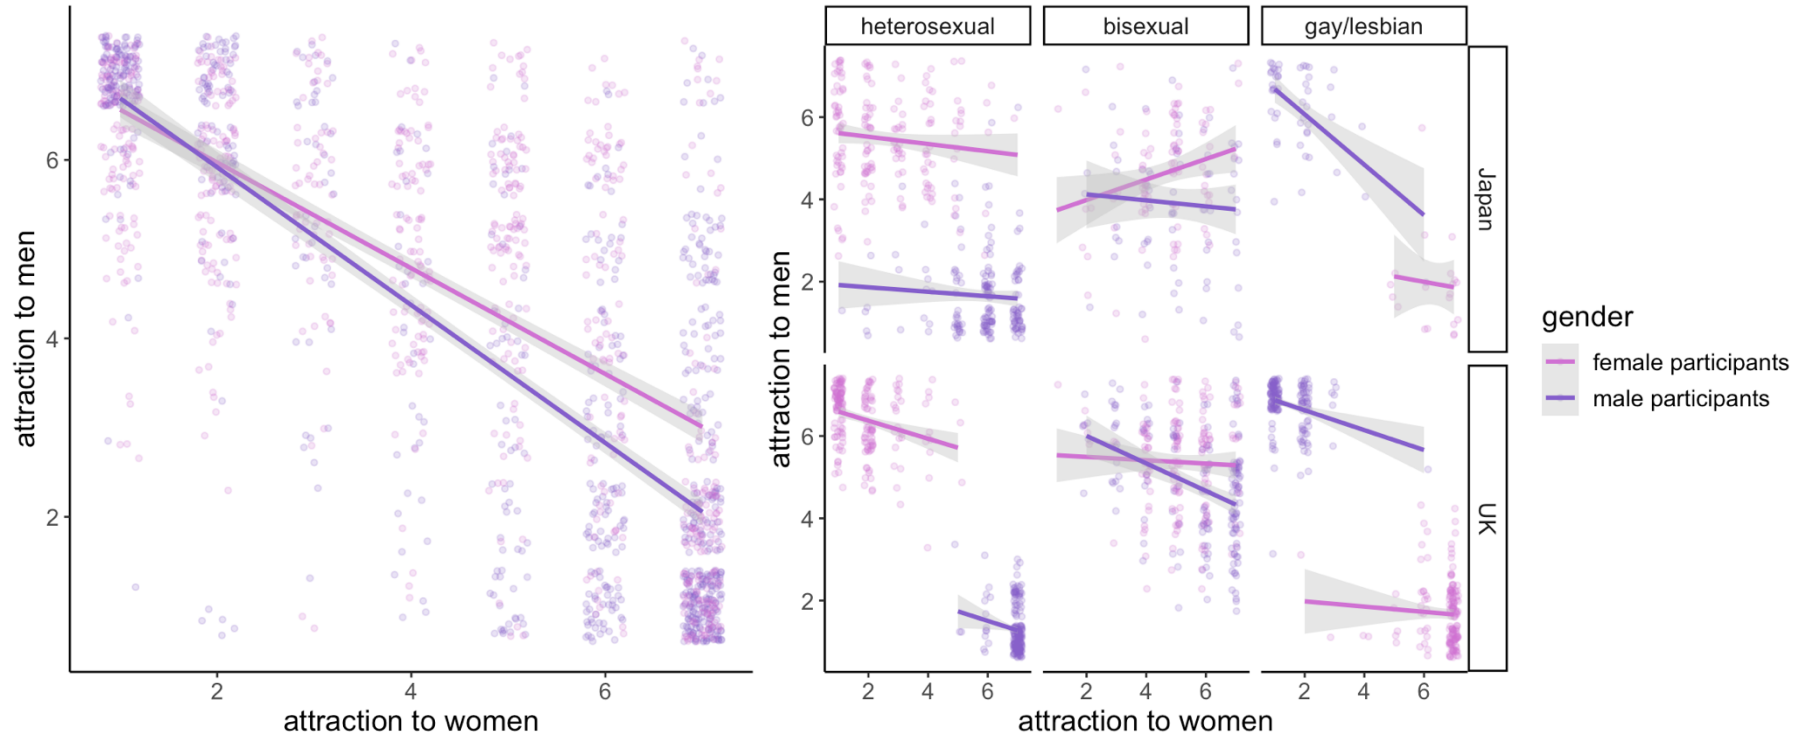 attraction to men
6
4
2
2
4
6
attraction to women
heterosexual
bisexual
gay/lesbian
attraction to men
6
4
2
Japan
6
4
2
UK
2
4
6
2
4
6
2
4
6
attraction to women
gender
female participants
male participants